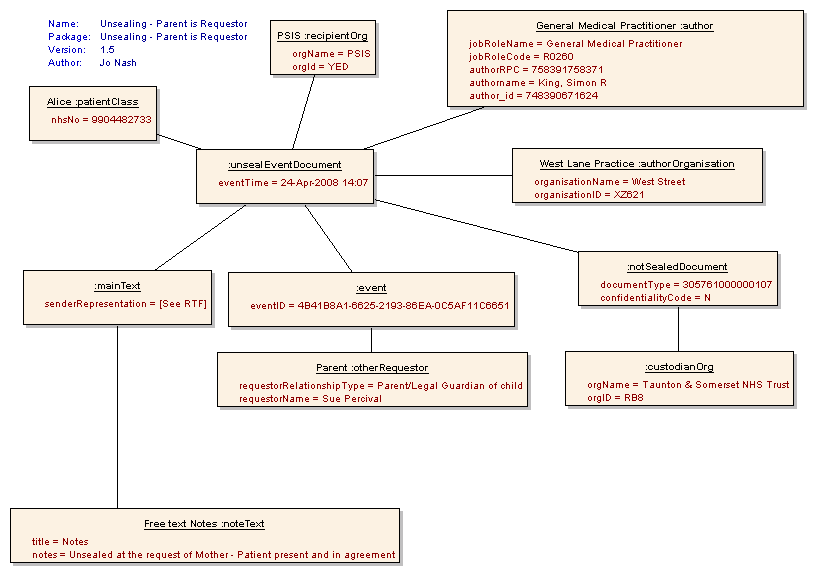 Name: Unsealing - Parent is Requestor
Package: Unsealing - Parent is Requestor
Version: 1.5
Author: Jo Nash
PSIS :recipientOrg
orgName = PSIS
orgId = YED
General Medical Practitioner :author
jobRoleName = General Medical Practitioner
jobRoleCode = R0260
authorRPC = 758391758371
authorname = King, Simon R
author_id = 748390671624
Alice :patientClass
nhsNo = 9904482733
:unsealEventDocument
eventTime = 24-Apr-2008 14:07
West Lane Practice :authorOrganisation
organisationName = West Street
organisationID = XZ621
:mainText
senderRepresentation = [See RTF]
:event
eventID = 4B41B8A1-6625-2193-86EA-0C5AF11C6651
:notSealedDocument
documentType = 305761000000107
confidentialityCode = N
Parent :otherRequestor
requestorRelationshipType = Parent/Legal Guardian of child
requestorName = Sue Percival
:custodianOrg
orgName = Taunton & Somerset NHS Trust
orgID = RB8
Free text Notes :noteText
title = Notes
notes = Unsealed at the request of Mother - Patient present and in agreement